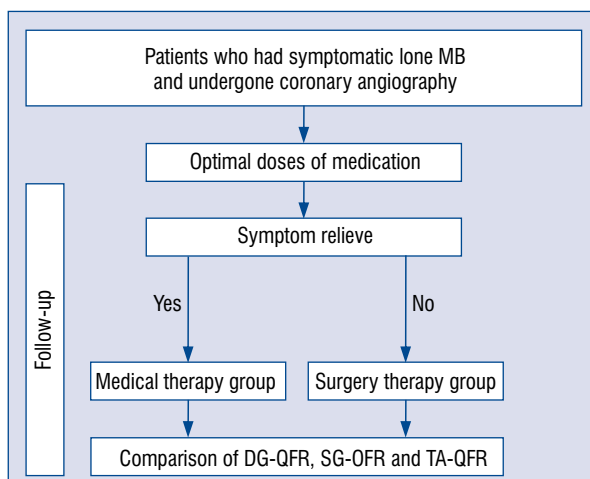 Patients who had symptomatic lone MB
and undergone coronary angiography
Optimal doses of medication
Symptom relieve
Follow-up
Yes
No
Medical therapy group
Surgery therapy group
Comparison of DG-QFR, SG-OFR and TA-QFR